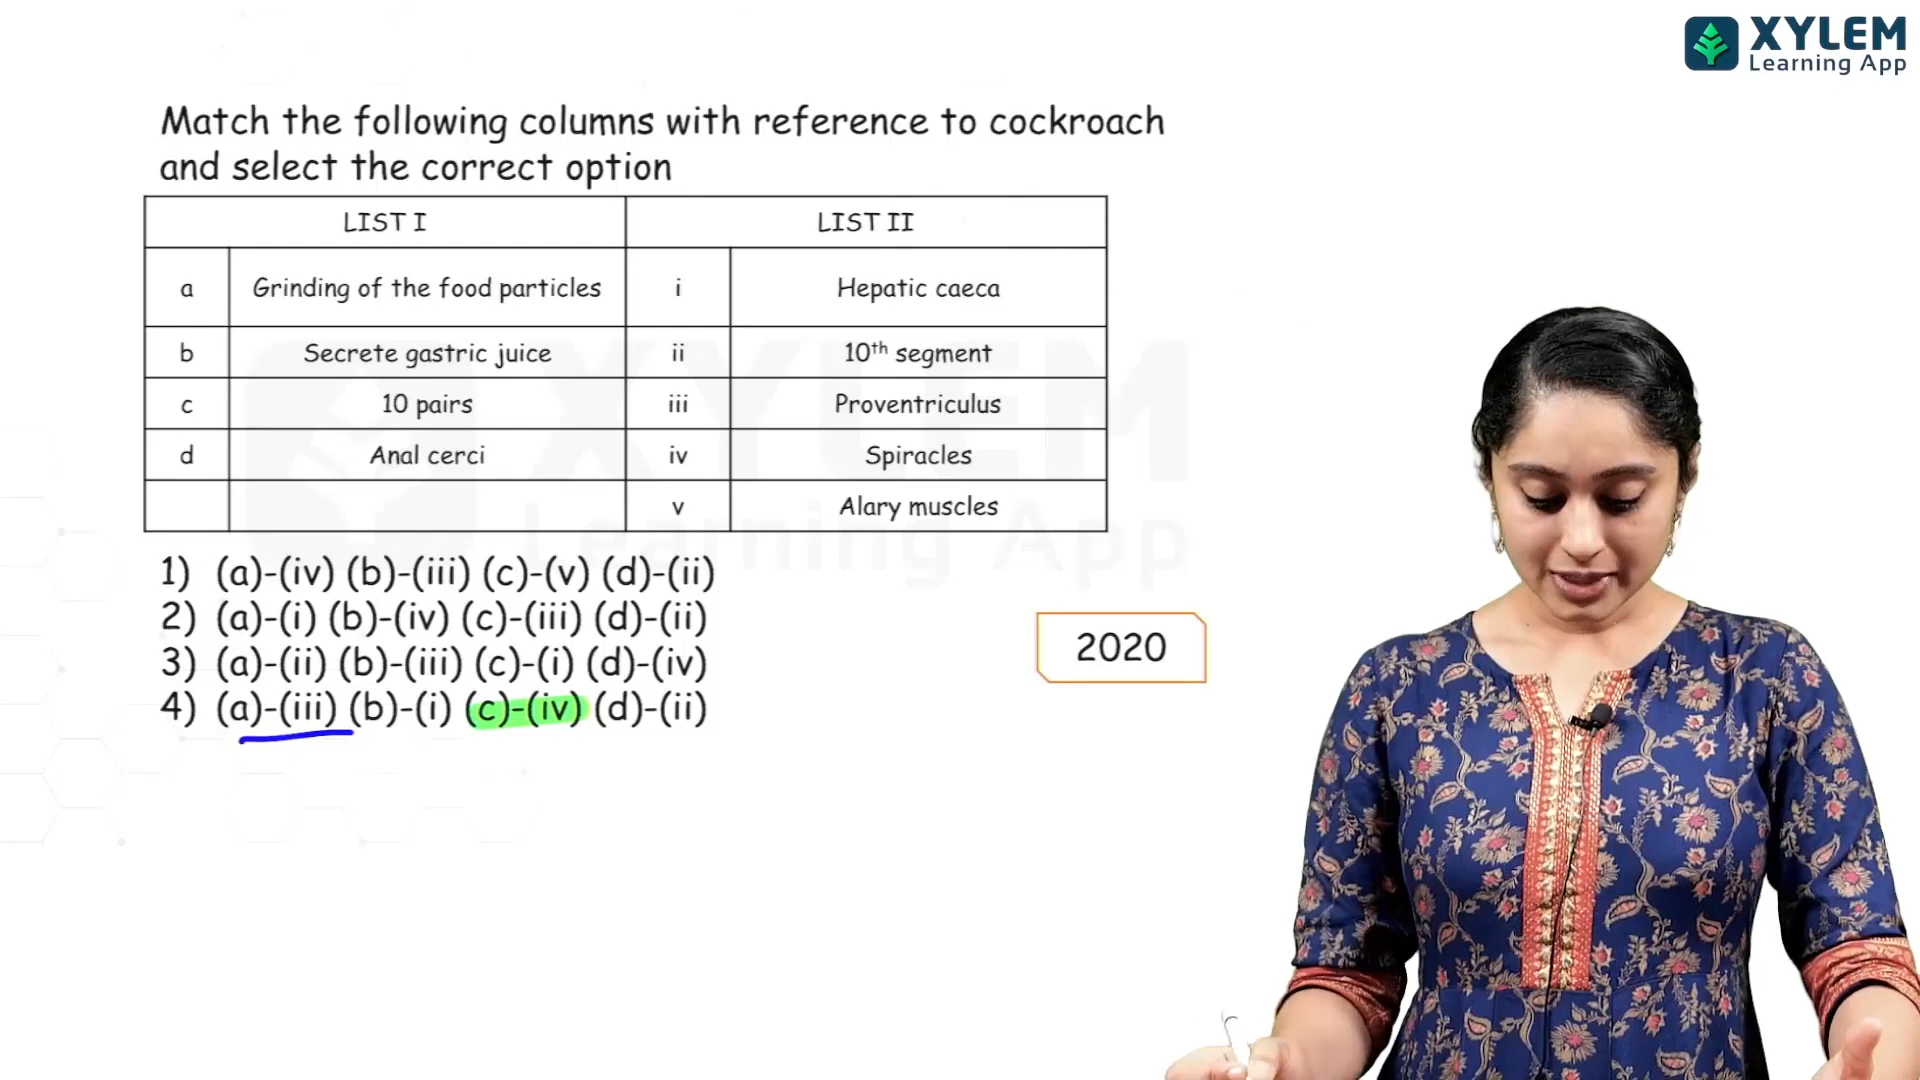 XYLEM
Learning App
Match the following columns with reference to cockroach
and select the correct option
LIST I LIST II
a Grinding of the food particles i Hepatic caeca
b Secrete gastric juice ii 10th segment
c 10 pairs iii Proventriculus
d Anal cerci iv Spiracles
v Alary muscles
XYLEM
Learning App
1) (a)-(iv) (b)-(iii) (c)-(v) (d)-(ii)
2) (a)-(i) (b)-(iv) (c)-(iii) (d)-(ii)
3) (a)-(ii) (b)-(iii) (c)-(i) (d)-(iv)
4) (a)-(iii) (b)-(i) (c)-(iv) (d)-(ii)
2020